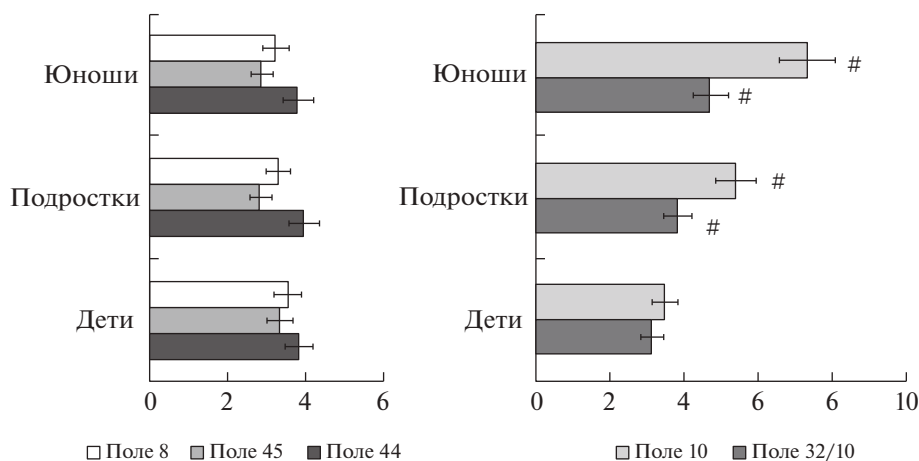 Юноши
Подростки
Дети
0 2 4 6
Поле 8 Поле 45 Поле 44
Юноши
#
#
Подростки
#
#
Дети
0 2 4 6 6 10
Поле 10 Поле 32/10